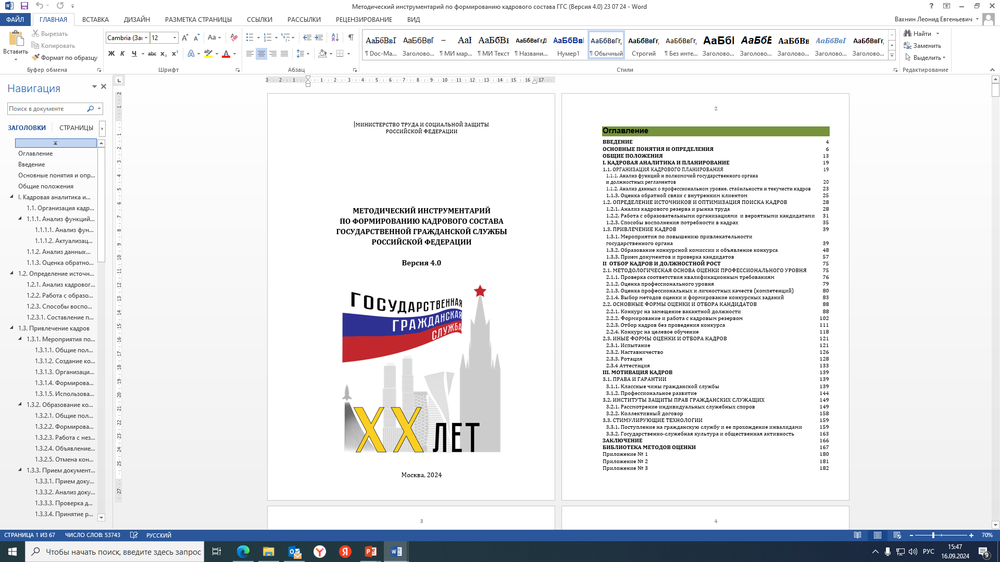 Методический инструментарий по формированию кадрового состава ГГС (Версия 4.0) 23 07 24 - Word
ФАЙЛ ГЛАВНАЯ ВСТАВКА ДИЗАЙН РАЗМЕТКА СТРАНИЦЫ ССЫЛКИ РАССЫЛКИ РЕЦЕНЗИРОВАНИЕ ВИД
Вахнин Леонид Евгеньевич
Вставить
Вырезать
Копировать
Формат по образцу
Буфер обмена
Cambria (Заг 12
Ж К Ч abc x₂ x²
Шрифт
Абзац
¶ Doc-Ma... Заголово... ¶ МИ мар... ¶ МИ Текст ¶ Названи... Нумер1 ¶ Обычный Строгий ¶ Без инте... Заголово... Заголово... Заголово... Заголово... Заголово...
Стили
Найти
Заменить
Выделить
Редактирование
Навигация
Поиск в документе
ЗАГОЛОВКИ СТРАНИЦЫ
Оглавление
Введение
Основные понятия и опр...
Общие положения
I. Кадровая аналитика и...
1.1. Организация кадр...
1.1.1. Анализ функций...
1.1.1.1. Анализ фун...
1.1.1.2. Актуализац...
1.1.2. Анализ данных...
1.1.3. Оценка обратно...
1.2. Определение источн...
1.2.1. Анализ кадровог...
1.2.2. Работа с образо...
1.2.3. Способы воспо...
1.2.3.1. Составление п...
1.3. Привлечение кадров
1.3.1. Мероприятия по...
1.3.1.1. Общие пол...
1.3.1.2. Создание ко...
1.3.1.3. Организаци...
1.3.1.4. Формирова...
1.3.1.5. Использова...
1.3.2. Образование ко...
1.3.2.1. Общие пол...
1.3.2.2. Формирова...
1.3.2.3. Работа с нез...
1.3.2.4. Объявление...
1.3.2.5. Отмена кон...
1.3.3. Прием документ...
1.3.3.1. Прием доку...
1.3.3.2. Анализ доку...
1.3.3.3. Проверка д...
1.3.3.4. Принятие р...
МИНИСТЕРСТВО ТРУДА И СОЦИАЛЬНОЙ ЗАЩИТЫ
РОССИЙСКОЙ ФЕДЕРАЦИИ
МЕТОДИЧЕСКИЙ ИНСТРУМЕНТАРИЙ
ПО ФОРМИРОВАНИЮ КАДРОВОГО СОСТАВА
ГОСУДАРСТВЕННОЙ ГРАЖДАНСКОЙ СЛУЖБЫ
РОССИЙСКОЙ ФЕДЕРАЦИИ
Версия 4.0
ГОСУДАРСТВЕННАЯ
ГРАЖДАНСКАЯ
СЛУЖБА
XX ЛЕТ
Москва, 2024
2
Оглавление
ВВЕДЕНИЕ 4
ОСНОВНЫЕ ПОНЯТИЯ И ОПРЕДЕЛЕНИЯ 6
ОБЩИЕ ПОЛОЖЕНИЯ 13
I. КАДРОВАЯ АНАЛИТИКА И ПЛАНИРОВАНИЕ 19
1.1. ОРГАНИЗАЦИЯ КАДРОВОГО ПЛАНИРОВАНИЯ 19
1.1.1. Анализ функций и полномочий государственного органа
и должностных регламентов 20
1.1.2. Анализ данных о профессиональном уровне, стабильности и текучести кадров 23
1.1.3. Оценка обратной связи с внутренним клиентом 25
1.2. ОПРЕДЕЛЕНИЕ ИСТОЧНИКОВ И ОПТИМИЗАЦИЯ ПОИСКА КАДРОВ 28
1.2.1. Анализ кадрового резерва и рынка труда 28
1.2.2. Работа с образовательными организациями и вероятными кандидатами 31
1.2.3. Способы восполнения потребности в кадрах 35
1.3. ПРИВЛЕЧЕНИЕ КАДРОВ 39
1.3.1. Мероприятия по повышению привлекательности
государственного органа 39
1.3.2. Образование конкурсной комиссии и объявление конкурса 48
1.3.3. Прием документов и проверка кандидатов 57
II ОТБОР КАДРОВ И ДОЛЖНОСТНОЙ РОСТ 75
2.1. МЕТОДОЛОГИЧЕСКАЯ ОСНОВА ОЦЕНКИ ПРОФЕССИОНАЛЬНОГО УРОВНЯ 75
2.1.1. Проверка соответствия квалификационным требованиям 76
2.1.2. Оценка профессионального уровня 79
2.1.3. Оценка профессиональных и личностных качеств (компетенций) 80
2.1.4. Выбор методов оценки и формирование конкурсных заданий 83
2.2. ОСНОВНЫЕ ФОРМЫ ОЦЕНКИ И ОТБОРА КАНДИДАТОВ 88
2.2.1. Конкурс на замещение вакантной должности 88
2.2.2. Формирование и работа с кадровым резервом 102
2.2.3. Отбор кадров без проведения конкурса 111
2.2.4. Конкурс на целевое обучение 118
2.3. ИНЫЕ ФОРМЫ ОЦЕНКИ И ОТБОРА КАДРОВ 121
2.3.1. Испытание 121
2.3.2. Наставничество 126
2.3.3. Ротация 128
2.3.4 Аттестация 133
III. МОТИВАЦИЯ КАДРОВ 139
3.1. ПРАВА И ГАРАНТИИ 139
3.1.1. Классные чины гражданской службы 139
3.1.2. Профессиональное развитие 144
3.2. ИНСТИТУТЫ ЗАЩИТЫ ПРАВ ГРАЖДАНСКИХ СЛУЖАЩИХ 149
3.2.1. Рассмотрение индивидуальных служебных споров 149
3.2.2. Коллективный договор 158
3.3. СТИМУЛИРУЮЩИЕ ТЕХНОЛОГИИ 159
3.3.1. Поступление на гражданскую службу и ее прохождение инвалидами 159
3.3.2. Государственно-служебная культура и общественная активность 163
ЗАКЛЮЧЕНИЕ 166
БИБЛИОТЕКА МЕТОДОВ ОЦЕНКИ 167
Приложение № 1 180
Приложение № 2 181
Приложение № 3 182
3
4
СТРАНИЦА 1 ИЗ 67 ЧИСЛО СЛОВ: 53743 РУССКИЙ
70%
Чтобы начать поиск, введите здесь запрос
РУС
15:47
16.09.2024
9